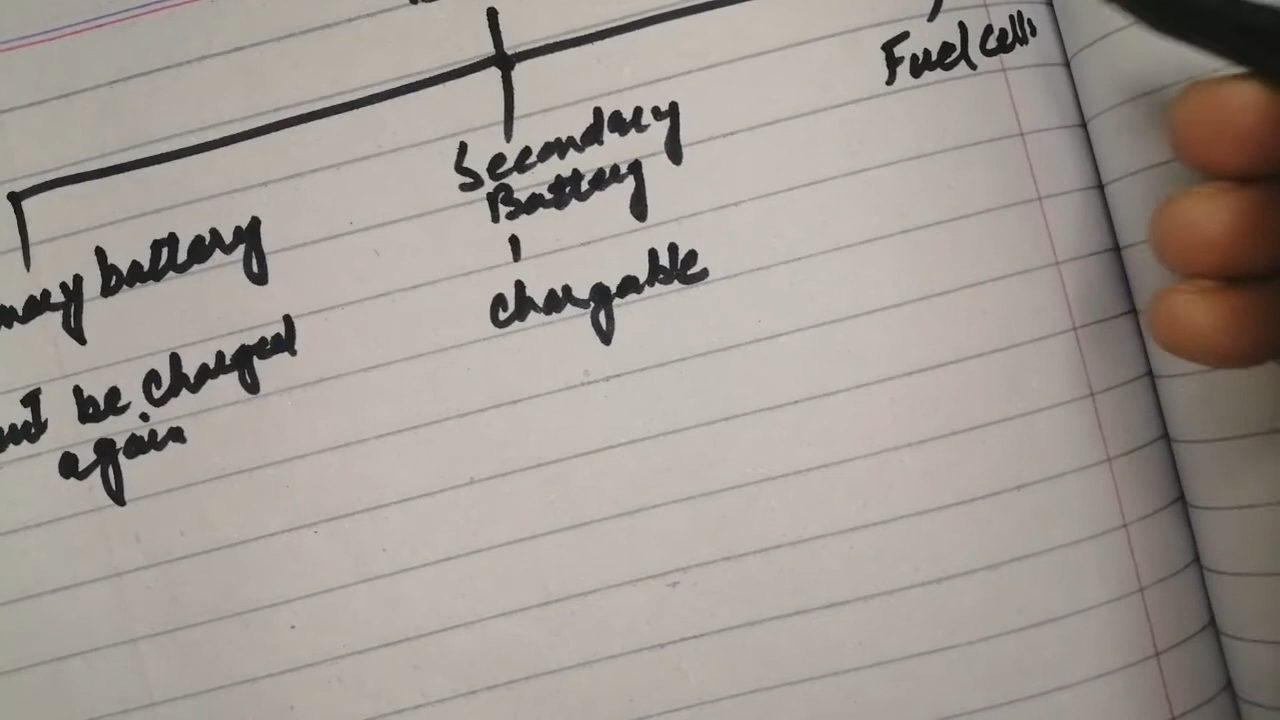 Fuel cells
Secondary
Battery
chargable
battery
be charged
again